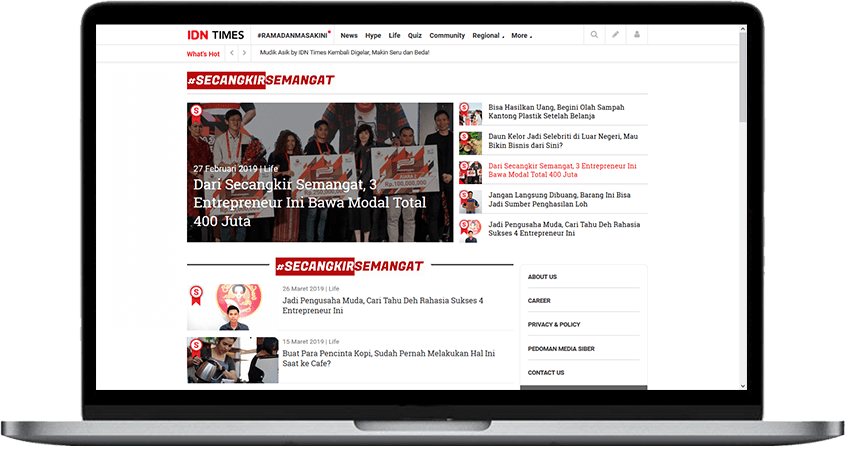 IDN TIMES
#RAMADANMASAKINI
News Hype Life Quiz Community Regional More
What's Hot
Mudik Asik by IDN Times Kembali Digelar, Makin Seru dan Beda!
#SECANGKIRSEMANGAT
27 Februari 2019 | Life
Dari Secangkir Semangat, 3
Entrepreneur Ini Bawa Modal Total
400 Juta
Rp.100,000,000
S
Bisa Hasilkan Uang, Begini Olah Sampah
Kantong Plastik Setelah Belanja
S
Daun Kelor Jadi Selebriti di Luar Negeri, Mau
Bikin Bisnis dari Sini?
S
Dari Secangkir Semangat, 3 Entrepreneur Ini
Bawa Modal Total 400 Juta
S
Jangan Langsung Dibuang, Barang Ini Bisa
Jadi Sumber Penghasilan Loh
S
Jadi Pengusaha Muda, Cari Tahu Deh Rahasia
Sukses 4 Entrepreneur Ini
#SECANGKIRSEMANGAT
S
26 Maret 2019 | Life
Jadi Pengusaha Muda, Cari Tahu Deh Rahasia Sukses 4
Entrepreneur Ini
S
15 Maret 2019 | Life
Buat Para Pencinta Kopi, Sudah Pernah Melakukan Hal Ini
Saat ke Cafe?
ABOUT US
CAREER
PRIVACY & POLICY
PEDOMAN MEDIA SIBER
CONTACT US